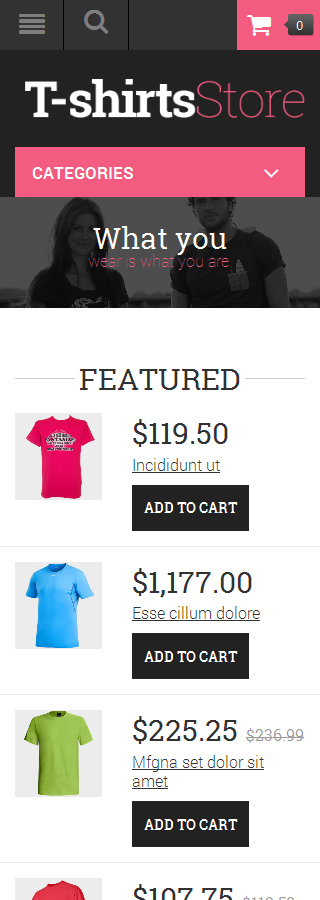 0
T-shirtsStore
CATEGORIES
What you
wear is what you are
FEATURED
$119.50
Incididunt ut
ADD TO CART
$1,177.00
Esse cillum dolore
ADD TO CART
$225.25 $236.99
Mfgna set dolor sit
amet
ADD TO CART
$107.75